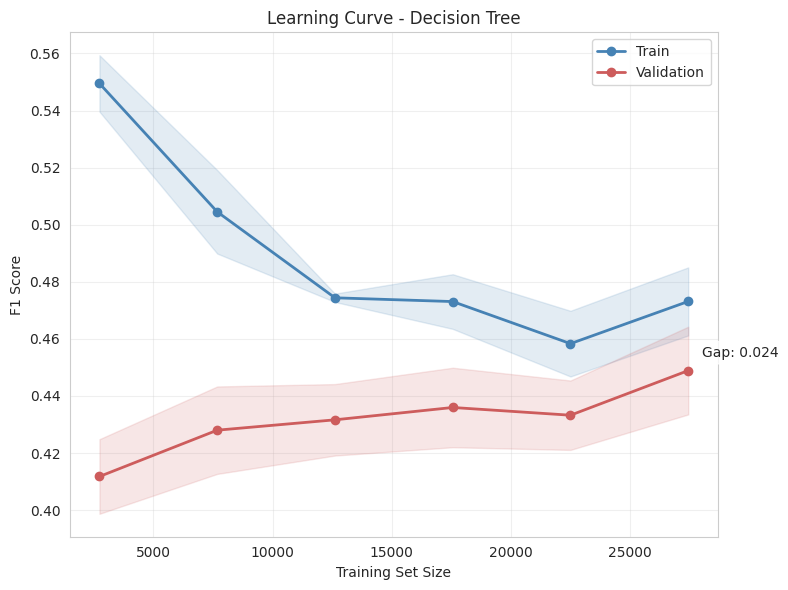 Learning Curve - Decision Tree
Train
Validation
0.56
0.54
0.52
0.50
0.48
0.46
0.44
0.42
0.40
F1 Score
Gap: 0.024
5000
10000
15000
20000
25000
Training Set Size